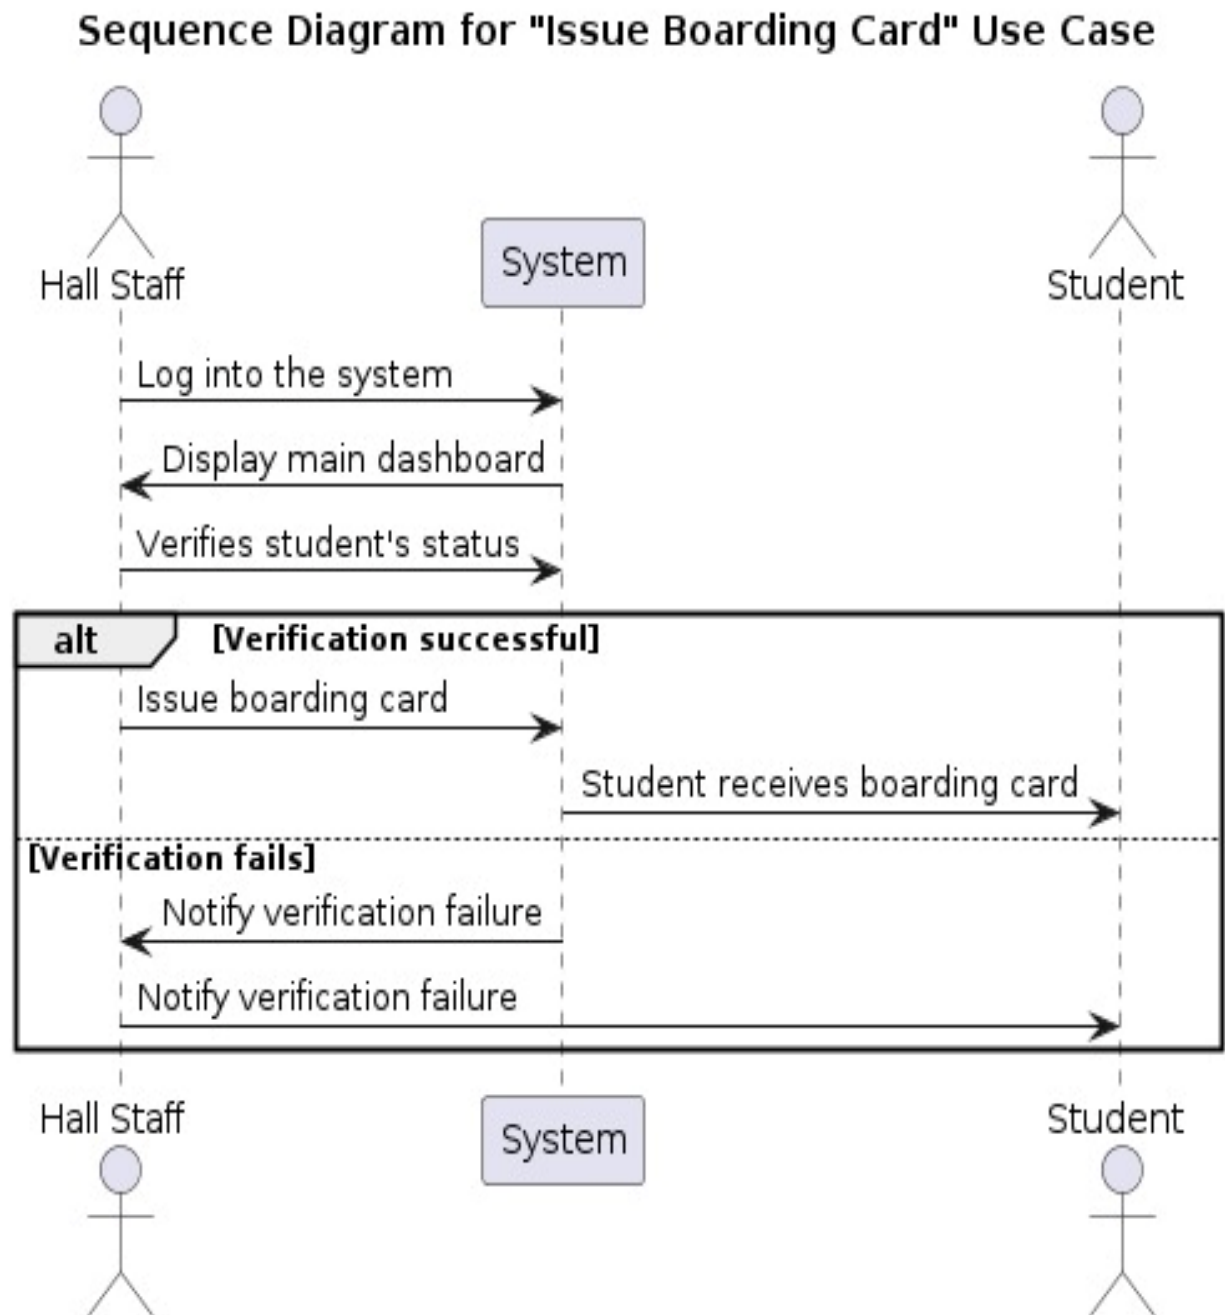 Sequence Diagram for "Issue Boarding Card" Use Case
Hall Staff
System
Student
Log into the system
Display main dashboard
Verifies student's status
alt
[Verification successful]
Issue boarding card
Student receives boarding card
[Verification fails]
Notify verification failure
Notify verification failure
Hall Staff
System
Student